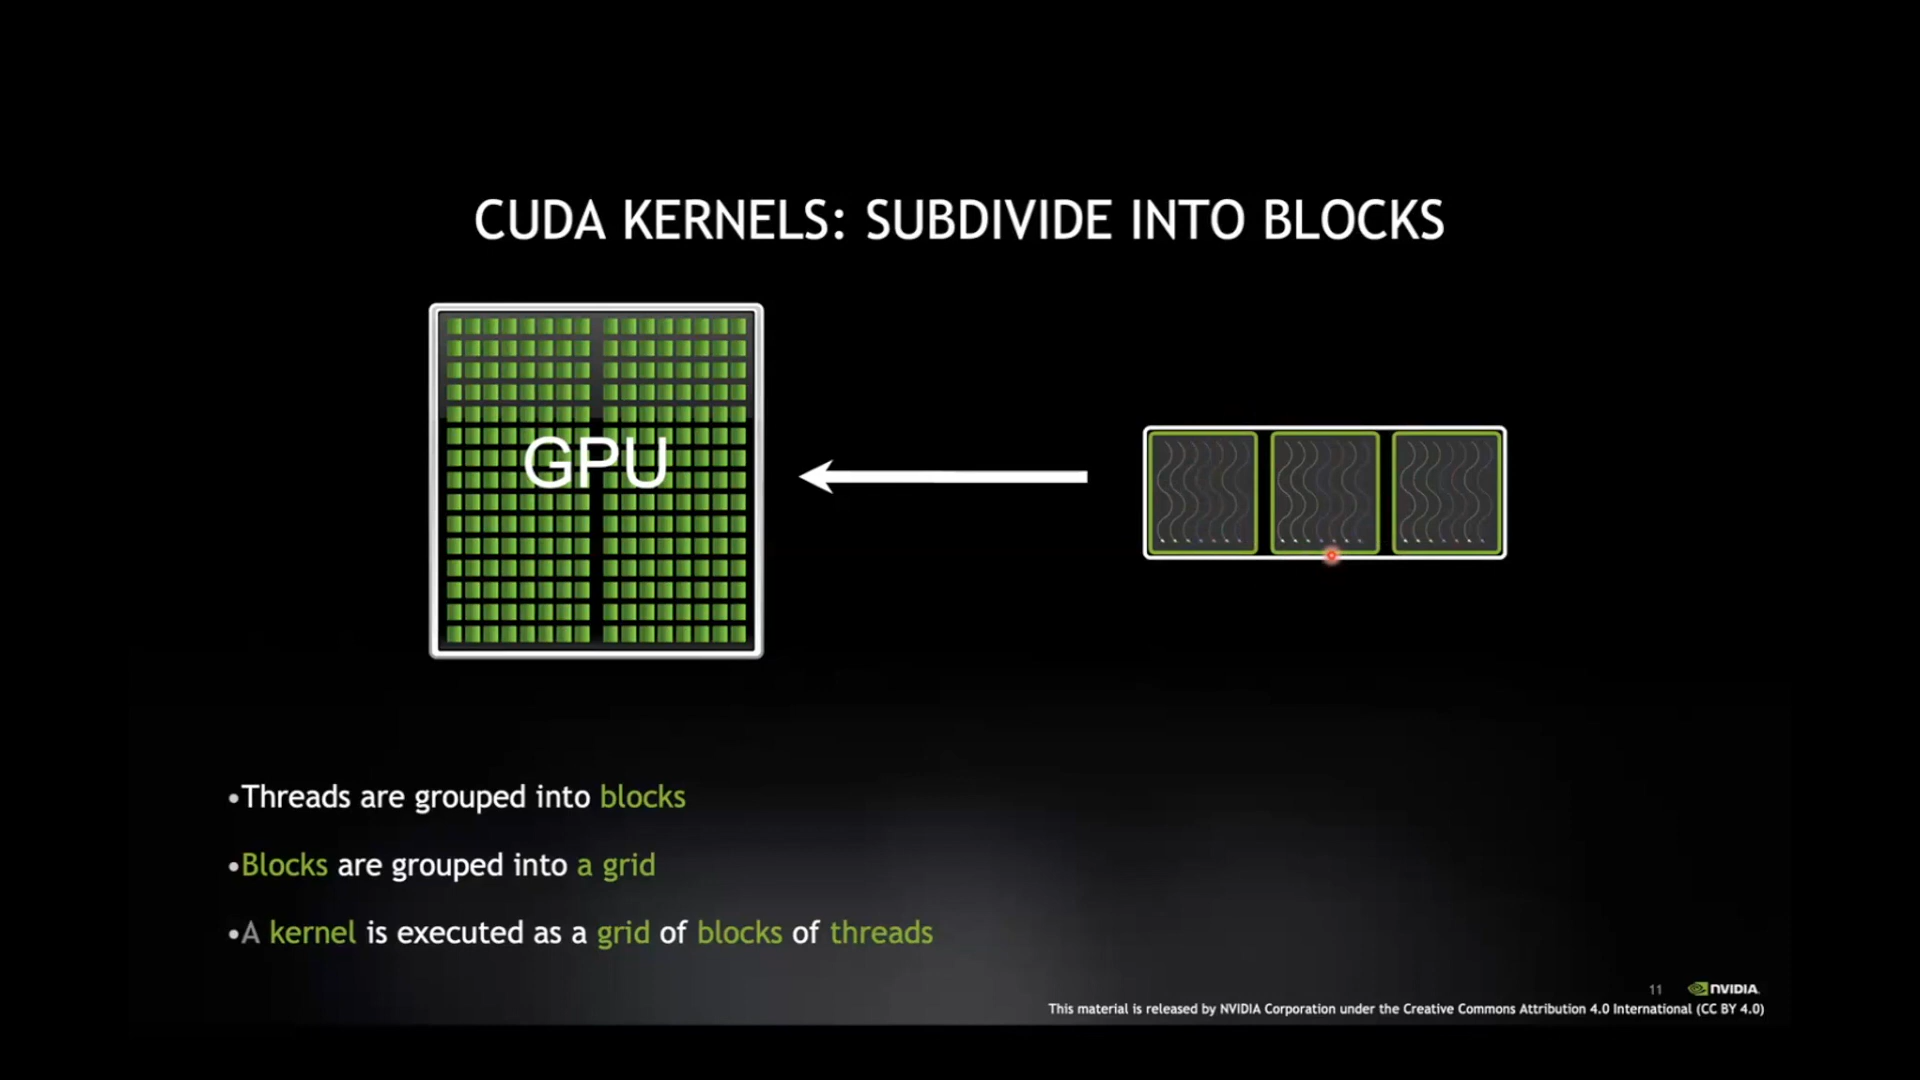 CUDA KERNELS: SUBDIVIDE INTO BLOCKS
GPU
•Threads are grouped into blocks
•Blocks are grouped into a grid
•A kernel is executed as a grid of blocks of threads
11 NVIDIA.
This material is released by NVIDIA Corporation under the Creative Commons Attribution 4.0 International (CC BY 4.0)